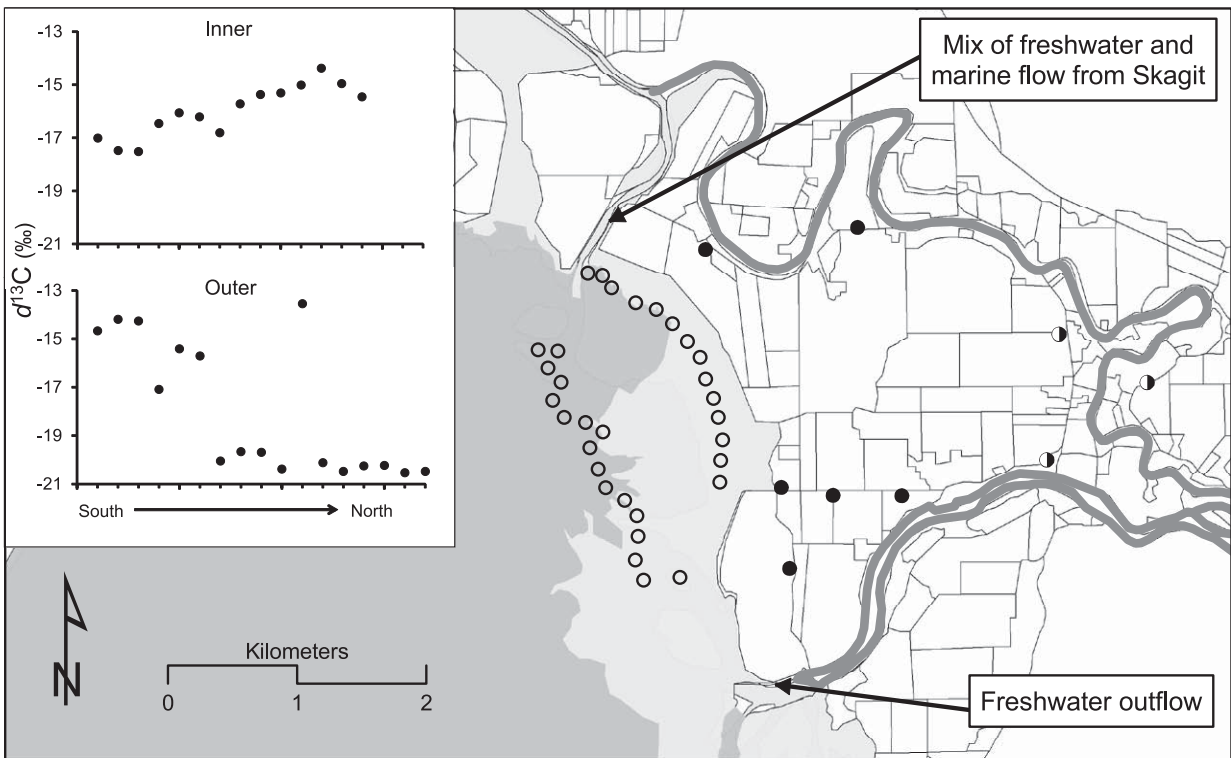 Inner
-13
-15
-17
-19
-21
Outer
-13
-15
-17
-19
-21
d¹³C (‰)
South North
Mix of freshwater and
marine flow from Skagit
Freshwater outflow
N
Kilometers
0 1 2